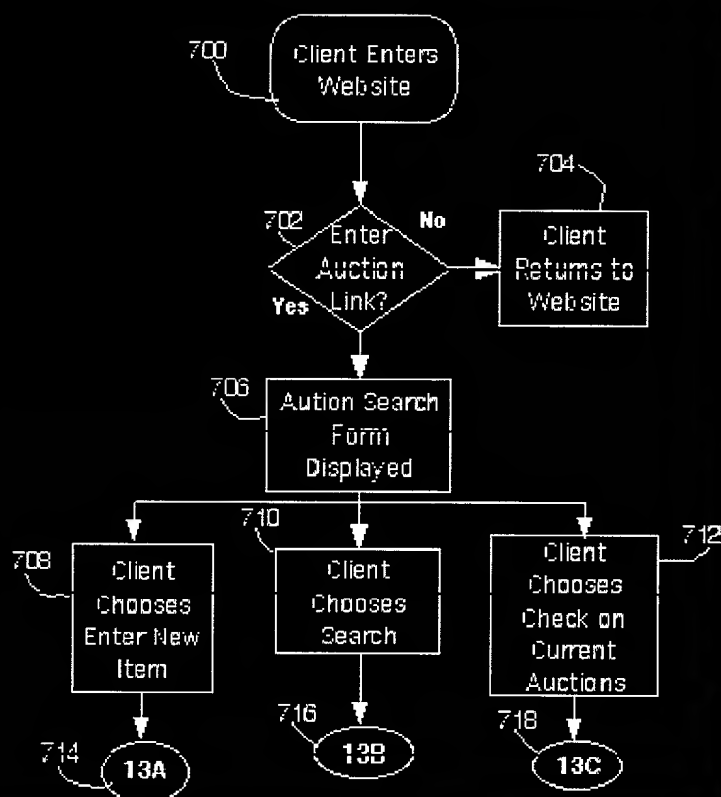 700
Client Enters
Website
704
702
No
Enter
Auction
Link?
Yes
Client
Returns to
Website
706
Aution Search
Form
Displayed
708
Client
Chooses
Enter New
Item
710
Client
Chooses
Search
712
Client
Chooses
Check on
Current
Auctions
714
13A
716
13B
718
13C